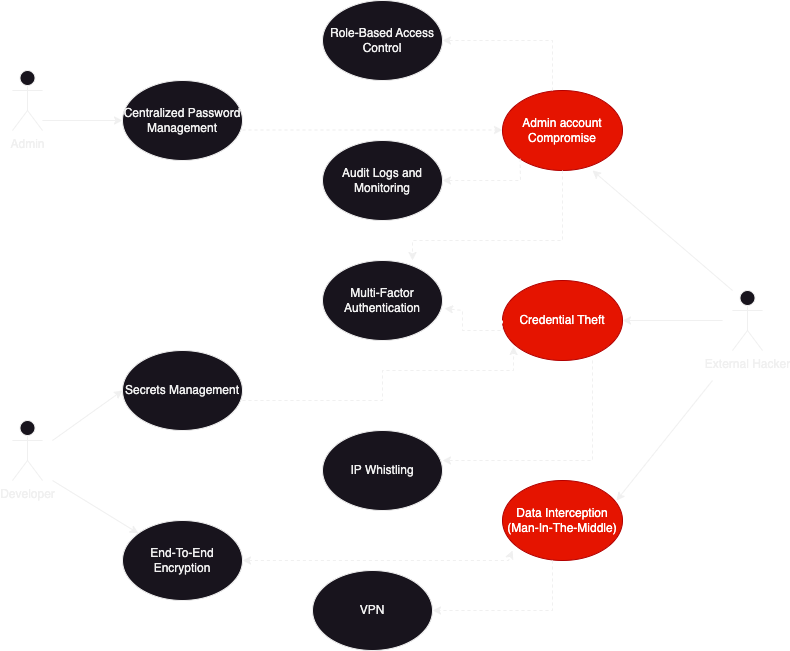 Role-Based Access
Control
Centralized Password
Management
Admin account
Compromise
Admin
Audit Logs and
Monitoring
Multi-Factor
Authentication
Credential Theft
External Hacker
Secrets Management
IP Whistling
Developer
Data Interception
(Man-In-The-Middle)
End-To-End
Encryption
VPN